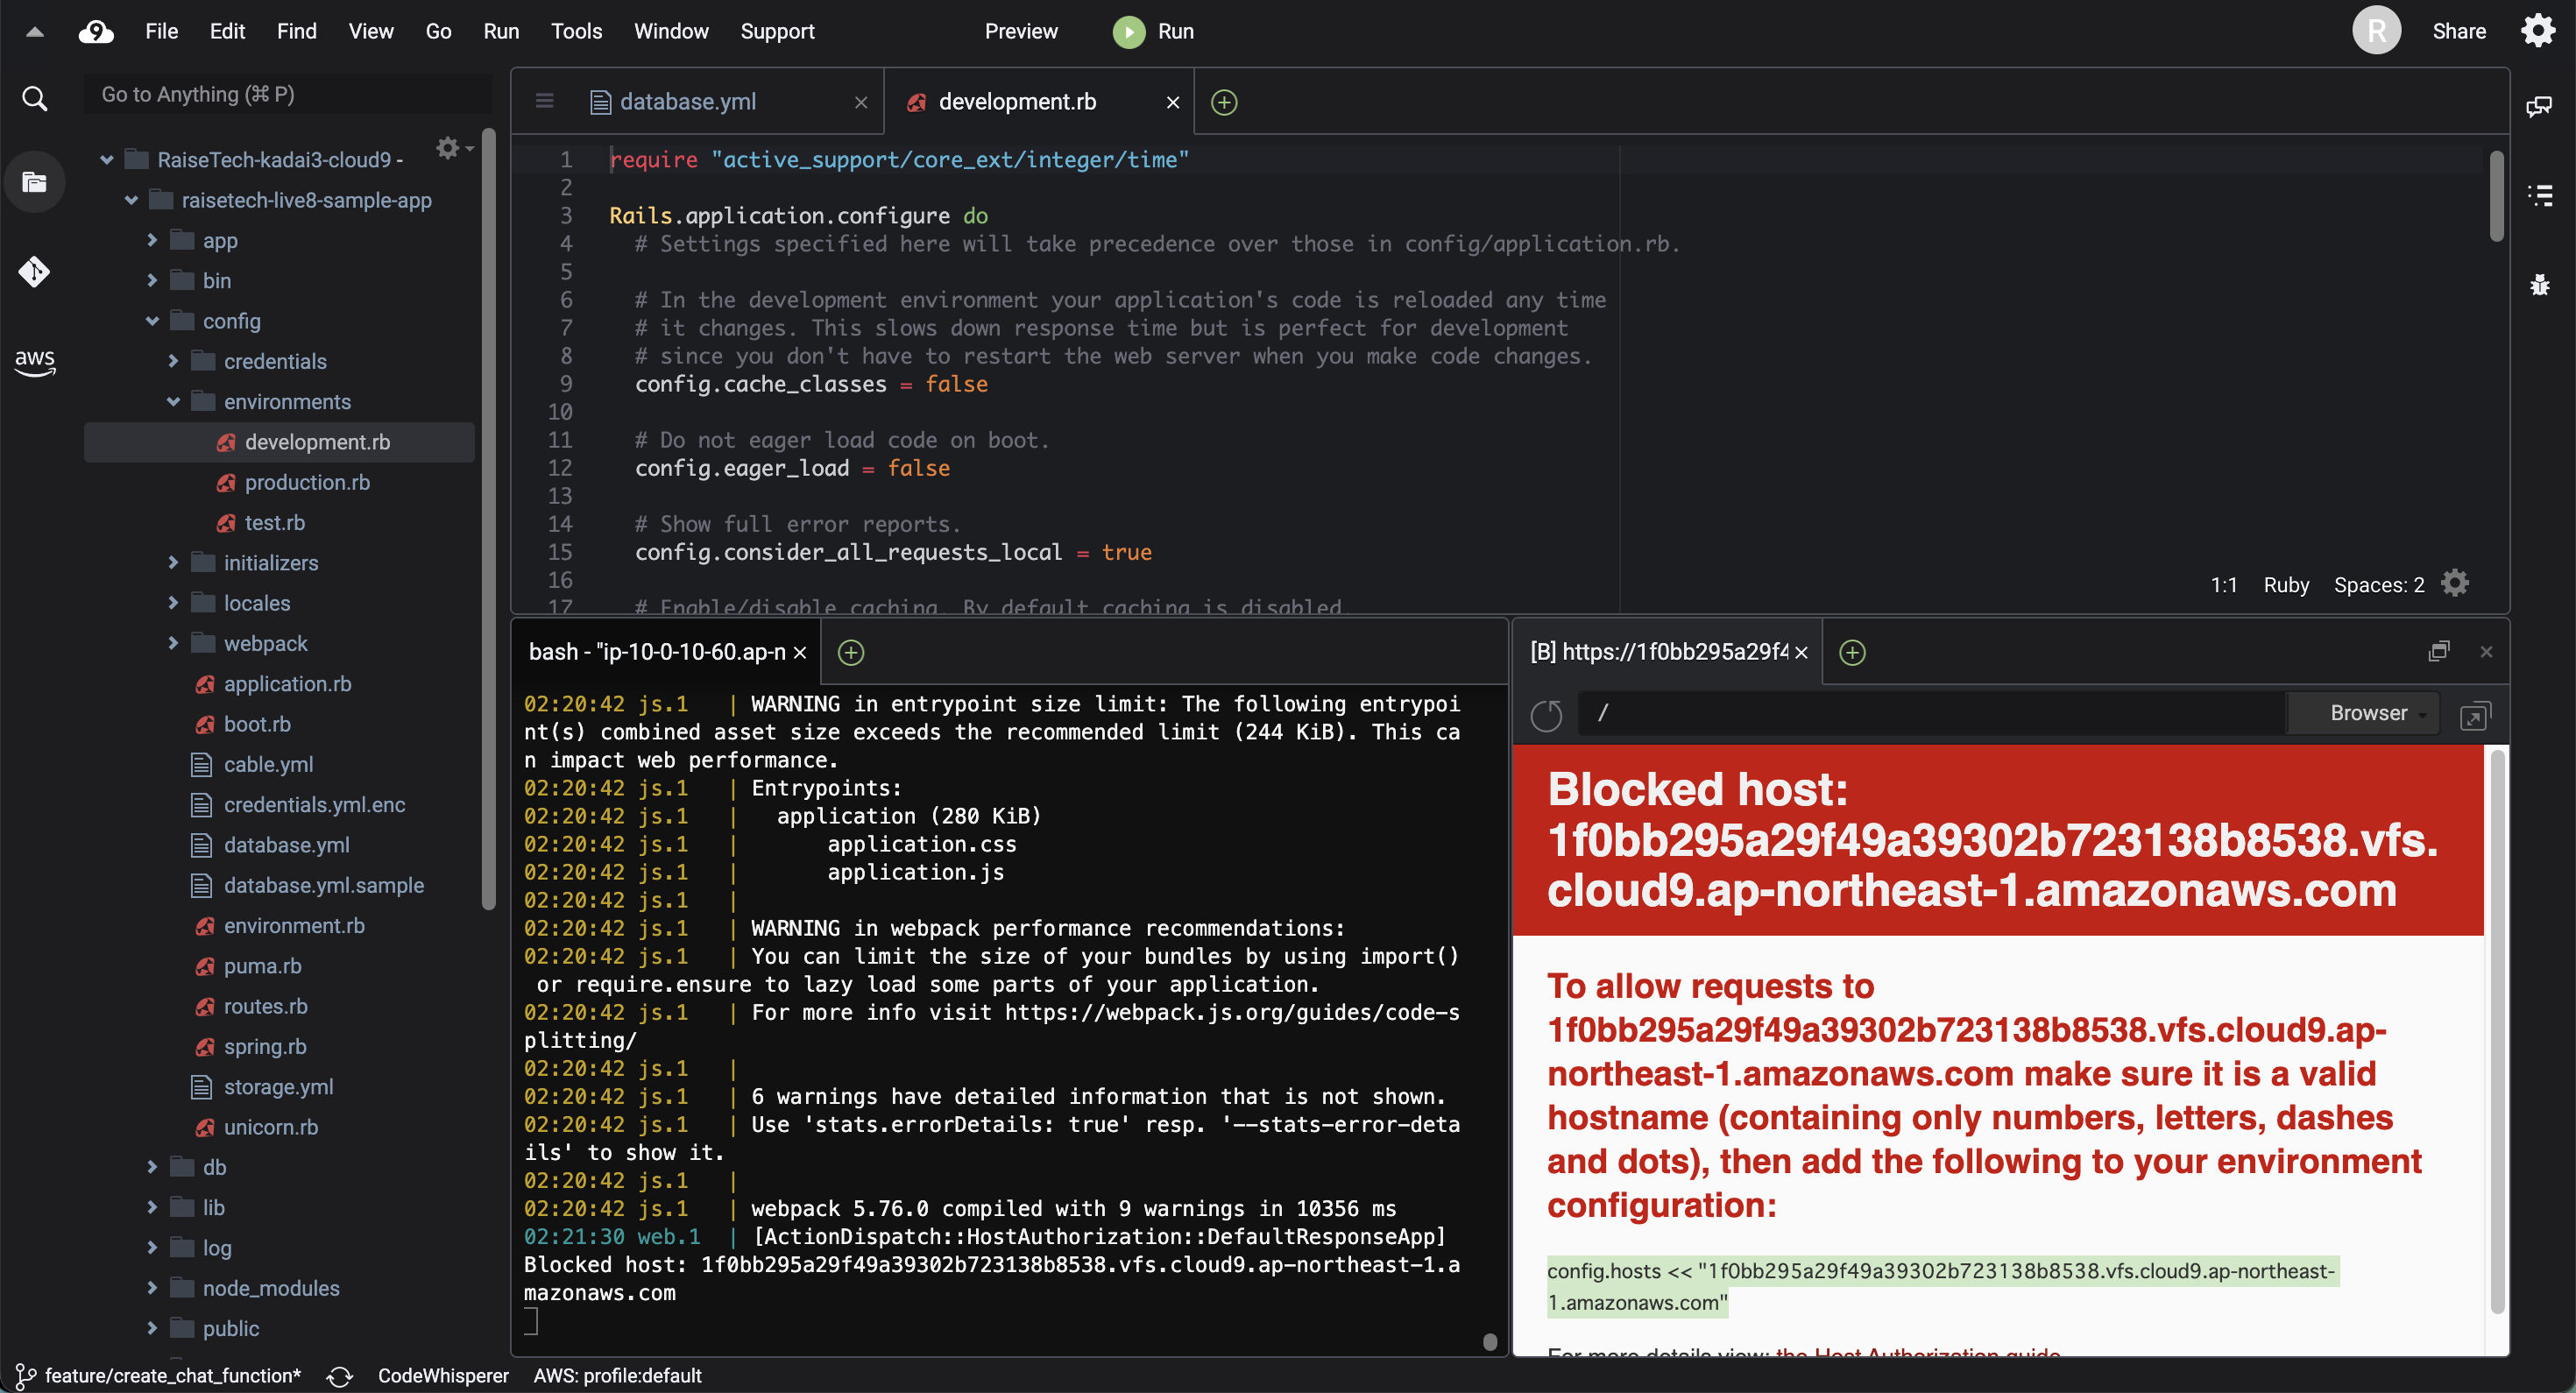 File Edit Find View Go Run Tools Window Support Preview Run R Share
Go to Anything (⌘ P)
RaiseTech-kadai3-cloud9 -
raisetech-live8-sample-app
app
bin
config
credentials
environments
development.rb
production.rb
test.rb
initializers
locales
webpack
application.rb
boot.rb
cable.yml
credentials.yml.enc
database.yml
database.yml.sample
environment.rb
puma.rb
routes.rb
spring.rb
storage.yml
unicorn.rb
db
lib
log
node_modules
public
aws
database.yml
development.rb
1 require "active_support/core_ext/integer/time"
2
3 Rails.application.configure do
4 # Settings specified here will take precedence over those in config/application.rb.
5
6 # In the development environment your application's code is reloaded any time
7 # it changes. This slows down response time but is perfect for development
8 # since you don't have to restart the web server when you make code changes.
9 config.cache_classes = false
10
11 # Do not eager load code on boot.
12 config.eager_load = false
13
14 # Show full error reports.
15 config.consider_all_requests_local = true
16
17 # Enable/disable caching. By default caching is disabled.
1:1 Ruby Spaces: 2
bash - "ip-10-0-10-60.ap-n
02:20:42 js.1 | WARNING in entrypoint size limit: The following entrypoi
nt(s) combined asset size exceeds the recommended limit (244 KiB). This ca
n impact web performance.
02:20:42 js.1 | Entrypoints:
02:20:42 js.1 | application (280 KiB)
02:20:42 js.1 | application.css
02:20:42 js.1 | application.js
02:20:42 js.1 |
02:20:42 js.1 | WARNING in webpack performance recommendations:
02:20:42 js.1 | You can limit the size of your bundles by using import()
or require.ensure to lazy load some parts of your application.
02:20:42 js.1 | For more info visit https://webpack.js.org/guides/code-s
plitting/
02:20:42 js.1 |
02:20:42 js.1 | 6 warnings have detailed information that is not shown.
02:20:42 js.1 | Use 'stats.errorDetails: true' resp. '--stats-error-deta
ils' to show it.
02:20:42 js.1 |
02:20:42 js.1 | webpack 5.76.0 compiled with 9 warnings in 10356 ms
02:21:30 web.1 | [ActionDispatch::HostAuthorization::DefaultResponseApp]
Blocked host: 1f0bb295a29f49a39302b723138b8538.vfs.cloud9.ap-northeast-1.a
mazonaws.com
[B] https://1f0bb295a29f4
/ Browser
Blocked host:
1f0bb295a29f49a39302b723138b8538.vfs.
cloud9.ap-northeast-1.amazonaws.com
To allow requests to
1f0bb295a29f49a39302b723138b8538.vfs.cloud9.ap-
northeast-1.amazonaws.com make sure it is a valid
hostname (containing only numbers, letters, dashes
and dots), then add the following to your environment
configuration:
config.hosts << "1f0bb295a29f49a39302b723138b8538.vfs.cloud9.ap-northeast-
1.amazonaws.com"
For more details view: the Host Authorization guide
feature/create_chat_function* CodeWhisperer AWS: profile:default